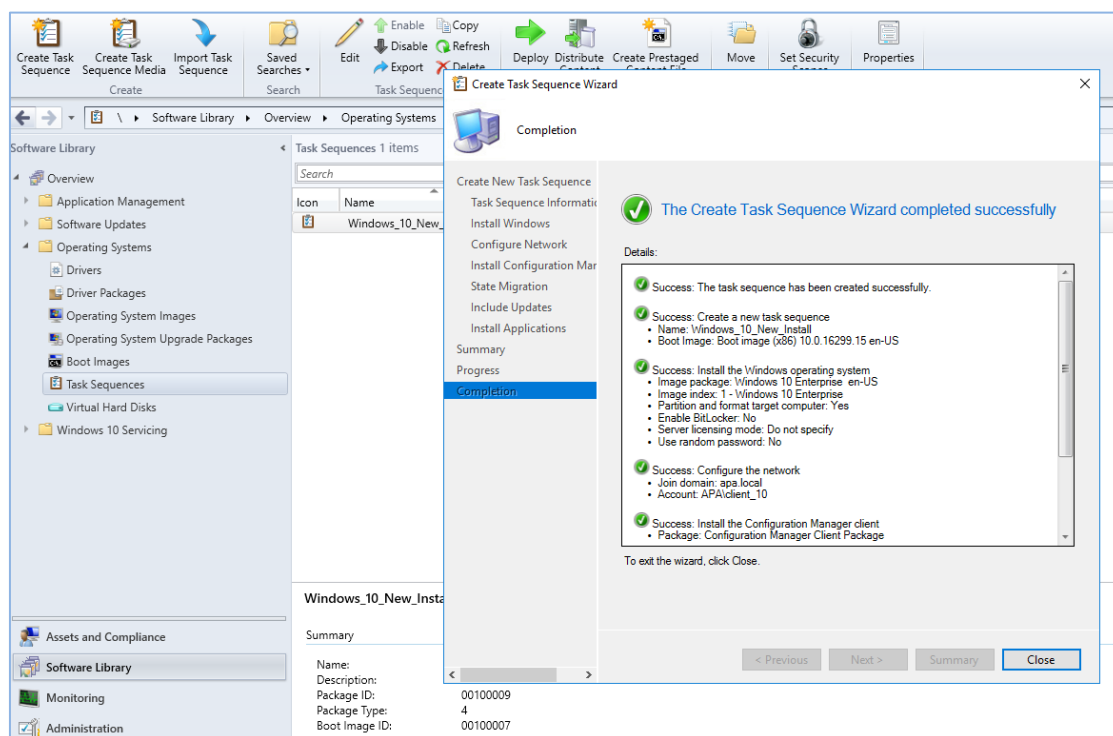 Create Task Sequence
Create Task Sequence Media
Import Task Sequence
Saved Searches
Edit
Enable
Disable
Export
Copy
Refresh
Delete
Deploy
Distribute Content
Create Prestaged Content File
Move
Set Security
Properties
Create
Search
Task Sequenc
\ Software Library Overview Operating Systems
Software Library
Overview
Application Management
Software Updates
Operating Systems
Drivers
Driver Packages
Operating System Images
Operating System Upgrade Packages
Boot Images
Task Sequences
Virtual Hard Disks
Windows 10 Servicing
Assets and Compliance
Software Library
Monitoring
Administration
Task Sequences 1 items
Search
Icon Name
Windows_10_New_
Windows_10_New_Insta
Summary
Name:
Description:
Package ID: 00100009
Package Type: 4
Boot Image ID: 00100007
Create Task Sequence Wizard
Completion
Create New Task Sequence
Task Sequence Informatic
Install Windows
Configure Network
Install Configuration Mar
State Migration
Include Updates
Install Applications
Summary
Progress
Completion
The Create Task Sequence Wizard completed successfully
Details:
Success: The task sequence has been created successfully.
Success: Create a new task sequence
• Name: Windows_10_New_Install
• Boot Image: Boot image (x86) 10.0.16299.15 en-US
Success: Install the Windows operating system
• Image package: Windows 10 Enterprise en-US
• Image index: 1 - Windows 10 Enterprise
• Partition and format target computer: Yes
• Enable BitLocker: No
• Server licensing mode: Do not specify
• Use random password: No
Success: Configure the network
• Join domain: apa.local
• Account: APA\client_10
Success: Install the Configuration Manager client
• Package: Configuration Manager Client Package
To exit the wizard, click Close.
< Previous
Next >
Summary
Close